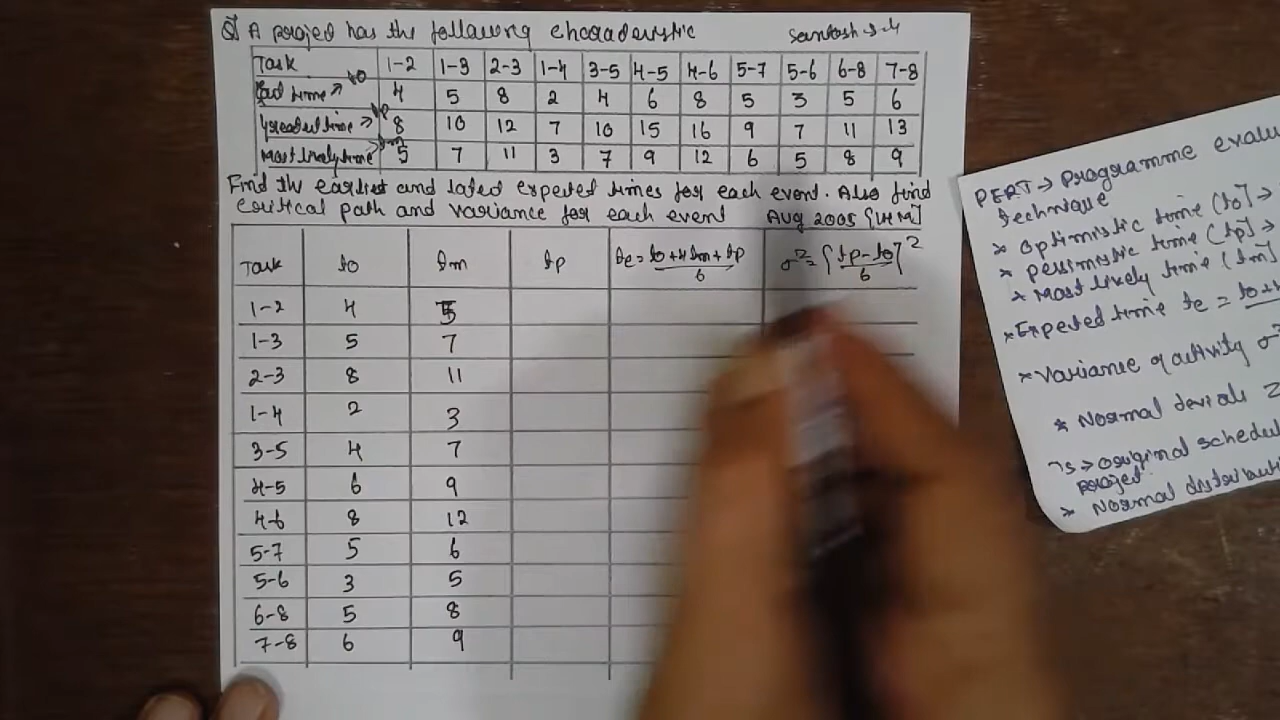 Q] A project has the following characteristic Santosh J.M
Task 1-2 1-3 2-3 1-4 3-5 4-5 4-6 5-7 5-6 6-8 7-8
time → to 4 5 8 2 4 6 8 5 3 5 6
time → tp 8 10 12 7 10 15 16 9 7 11 13
Most likely time tm 5 7 11 3 7 9 12 6 5 8 9
Find the earliest and latest expected times for each event. Also find
critical path and variance for each event AUG 2005
Task to tm tp te = to+4tm+tp/6 σ²= [tp-to/6]²
1-2 4 5
1-3 5 7
2-3 8 11
1-4 2 3
3-5 4 7
4-5 6 9
4-6 8 12
5-7 5 6
5-6 3 5
6-8 5 8
7-8 6 9
PERT → Programme
technique
* Optimistic time (to] →
* Pessimistic time (tp] →
* Most likely time (tm]
* Expected time te =
* Variance of activity σ
* Normal Z
Ts → Original
project
* Normal